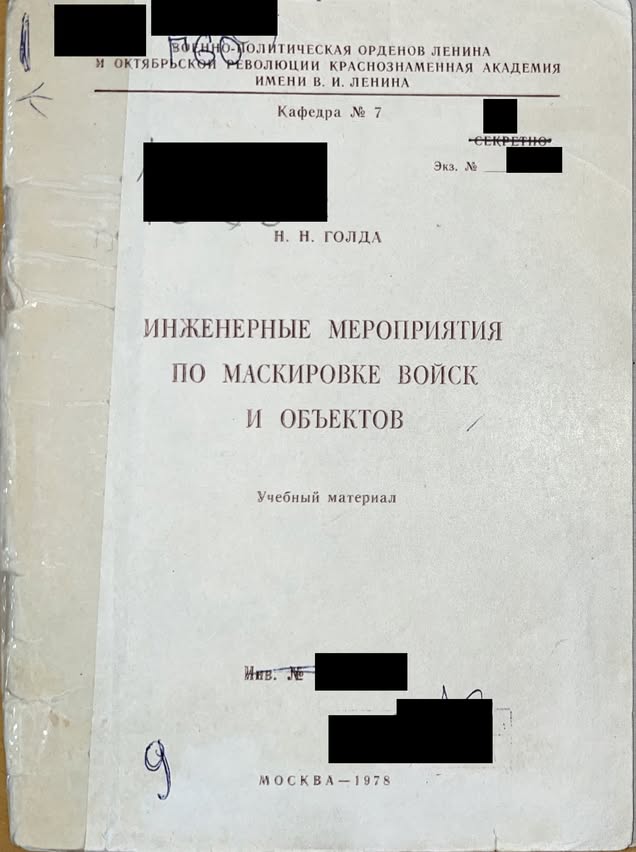 ВОЕННО-ПОЛИТИЧЕСКАЯ ОРДЕНОВ ЛЕНИНА
И ОКТЯБРЬСКОЙ РЕВОЛЮЦИИ КРАСНОЗНАМЕННАЯ АКАДЕМИЯ
ИМЕНИ В. И. ЛЕНИНА
Кафедра № 7
СЕКРЕТНО
Экз. №
Н. Н. ГОЛДА
ИНЖЕНЕРНЫЕ МЕРОПРИЯТИЯ
ПО МАСКИРОВКЕ ВОЙСК
И ОБЪЕКТОВ
Учебный материал
Инв. №
9
МОСКВА—1978